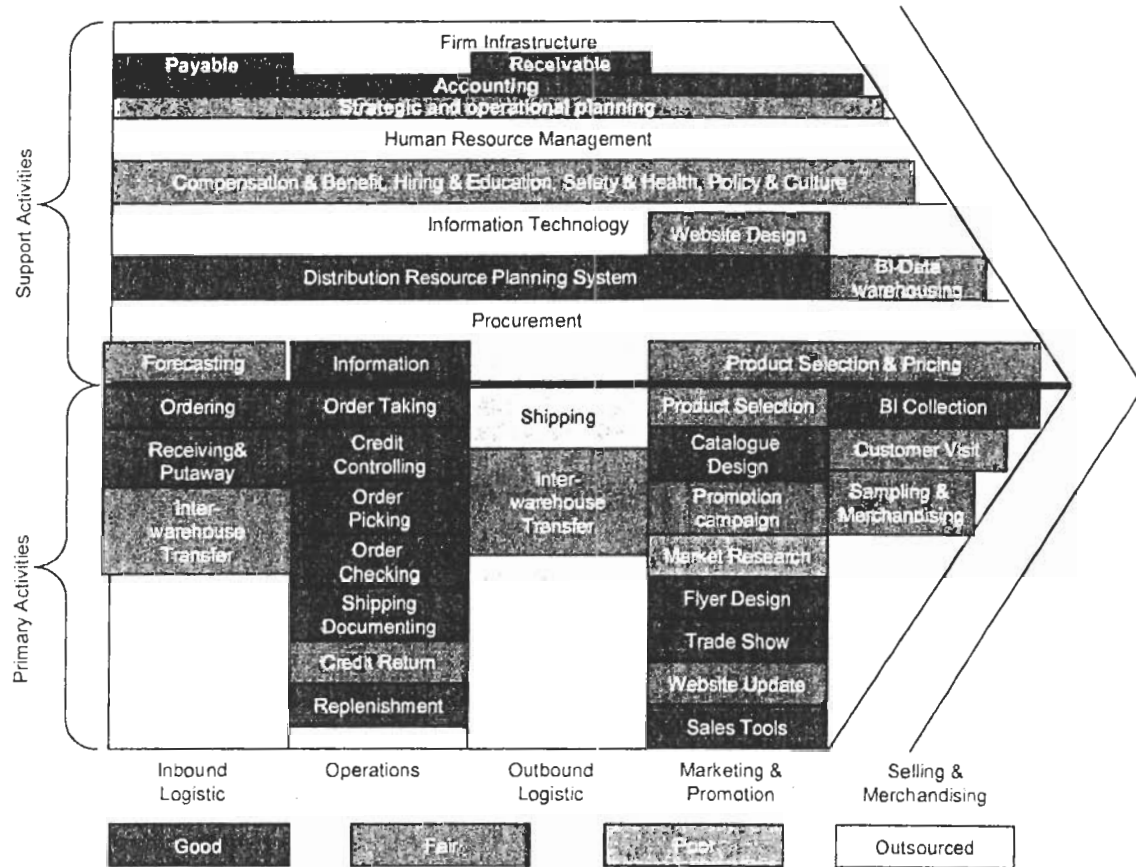 Firm Infrastructure
Payable
Receivable
Accounting
Strategic and operational planning
Human Resource Management
Compensation & Benefit, Hiring & Education, Safety & Health, Policy & Culture
Information Technology
Website Design
Distribution Resource Planning System
BI Data
warehousing
Procurement
Support Activities
Forecasting
Information
Product Selection & Pricing
Primary Activities
Ordering
Receiving&
Putaway
Inter-
warehouse
Transfer
Order Taking
Credit
Controlling
Order
Picking
Order
Checking
Shipping
Documenting
Credit Return
Replenishment
Shipping
Inter-
warehouse
Transfer
Product Selection
Catalogue
Design
Promotion
campaign
Market Research
Flyer Design
Trade Show
Website Update
Sales Tools
BI Collection
Customer Visit
Sampling &
Merchandising
Inbound
Logistic
Operations
Outbound
Logistic
Marketing &
Promotion
Selling &
Merchandising
Good
Fair
Poor
Outsourced